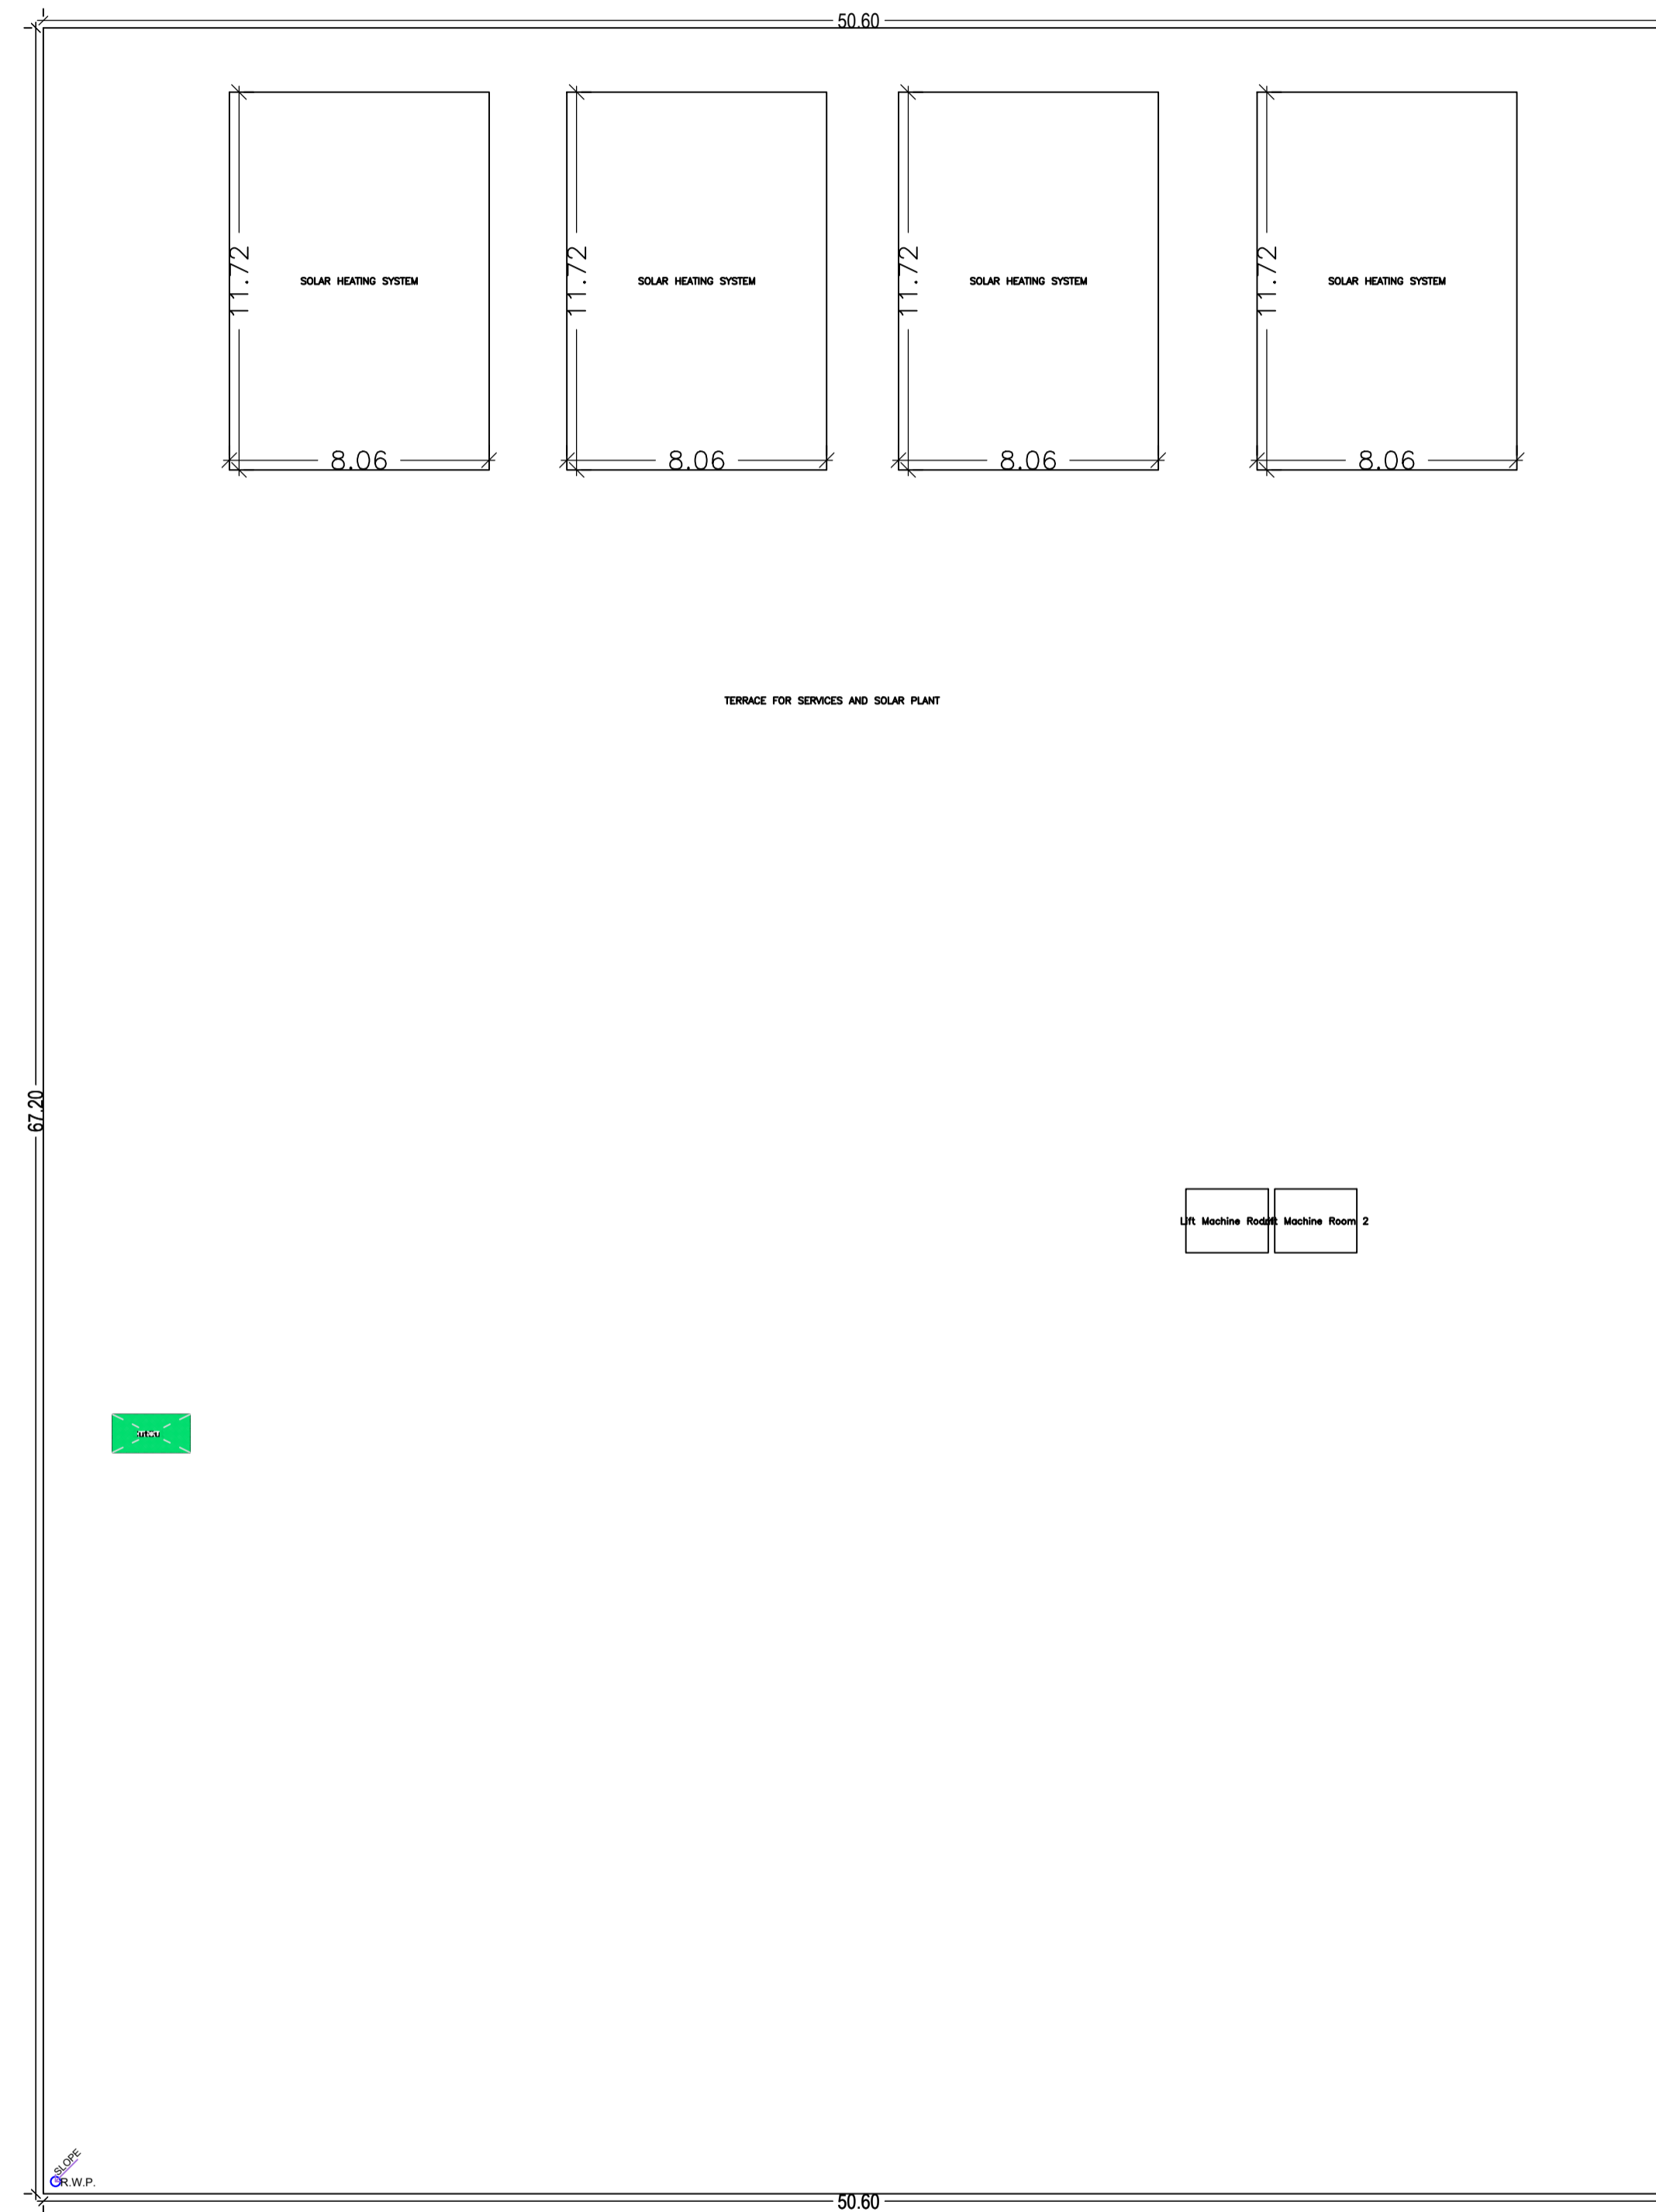 50.60
11.72
SOLAR HEATING SYSTEM
8.06
11.72
SOLAR HEATING SYSTEM
8.06
11.72
SOLAR HEATING SYSTEM
8.06
11.72
SOLAR HEATING SYSTEM
8.06
TERRACE FOR SERVICES AND SOLAR PLANT
67.20
Lift Machine
Machine Room 2
SLOPE
R.W.P.
50.60